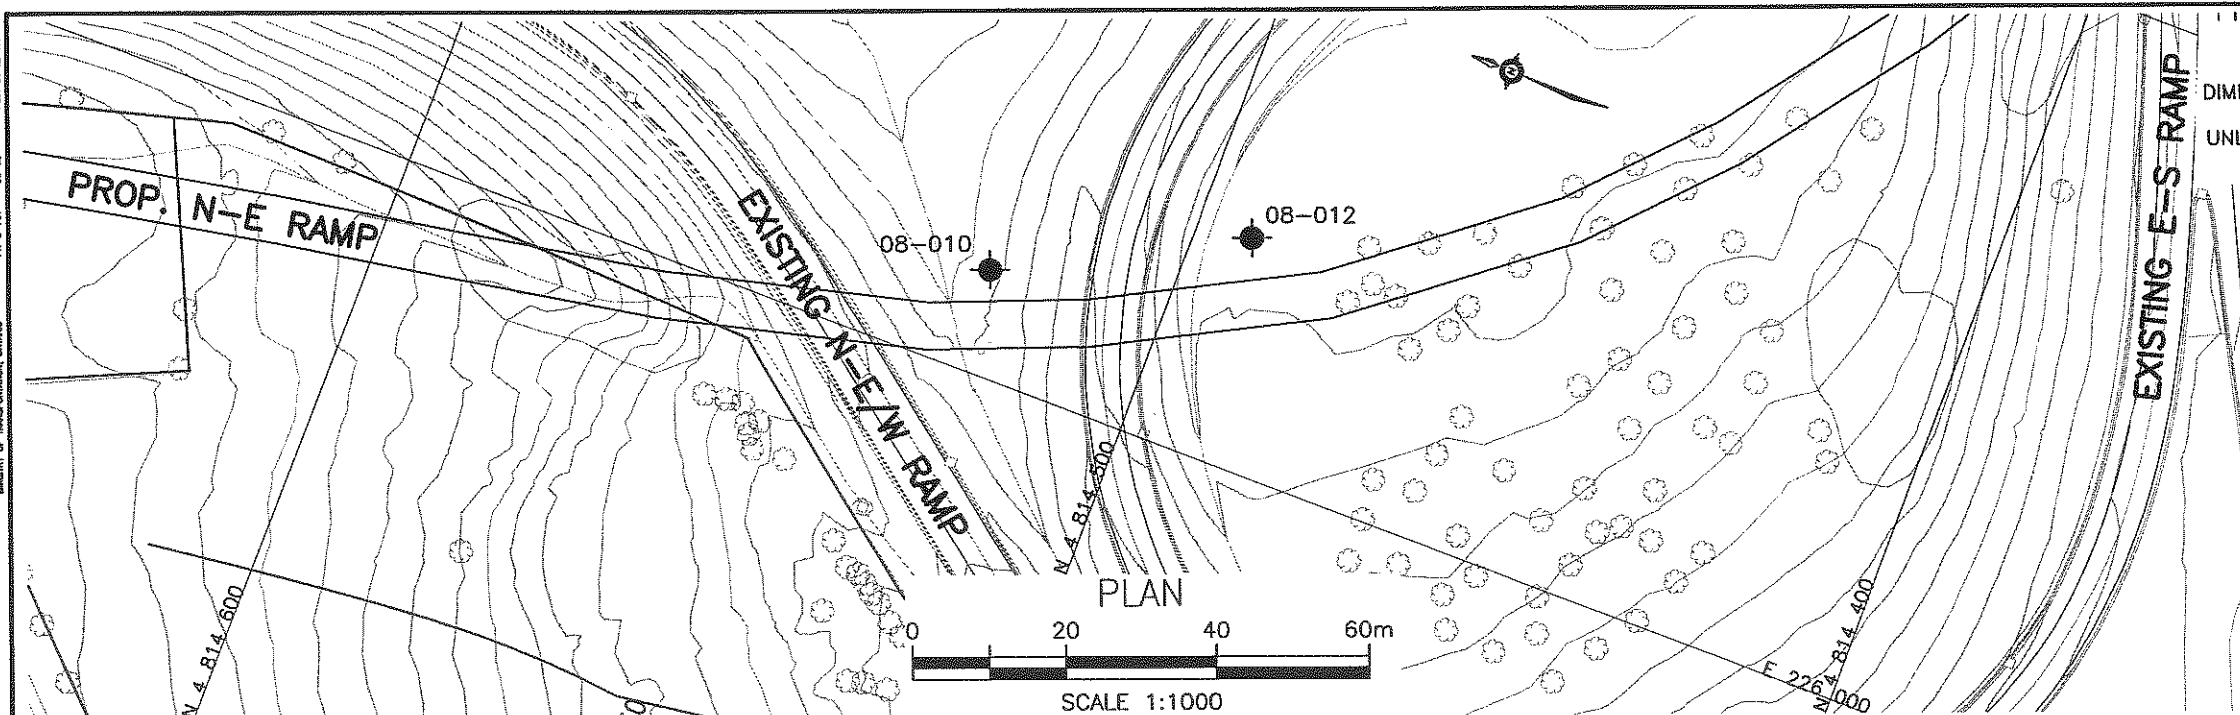 DIM
UNL
EXISTING E-S RAMP
PROP. N-E RAMP
08-012
08-010
EXISTING N-E/W RAMP
N 4 814 500
N 4 814 600
N 4 814 400
PLAN
0 20 40 60m
SCALE 1:1000
E 226 000
N